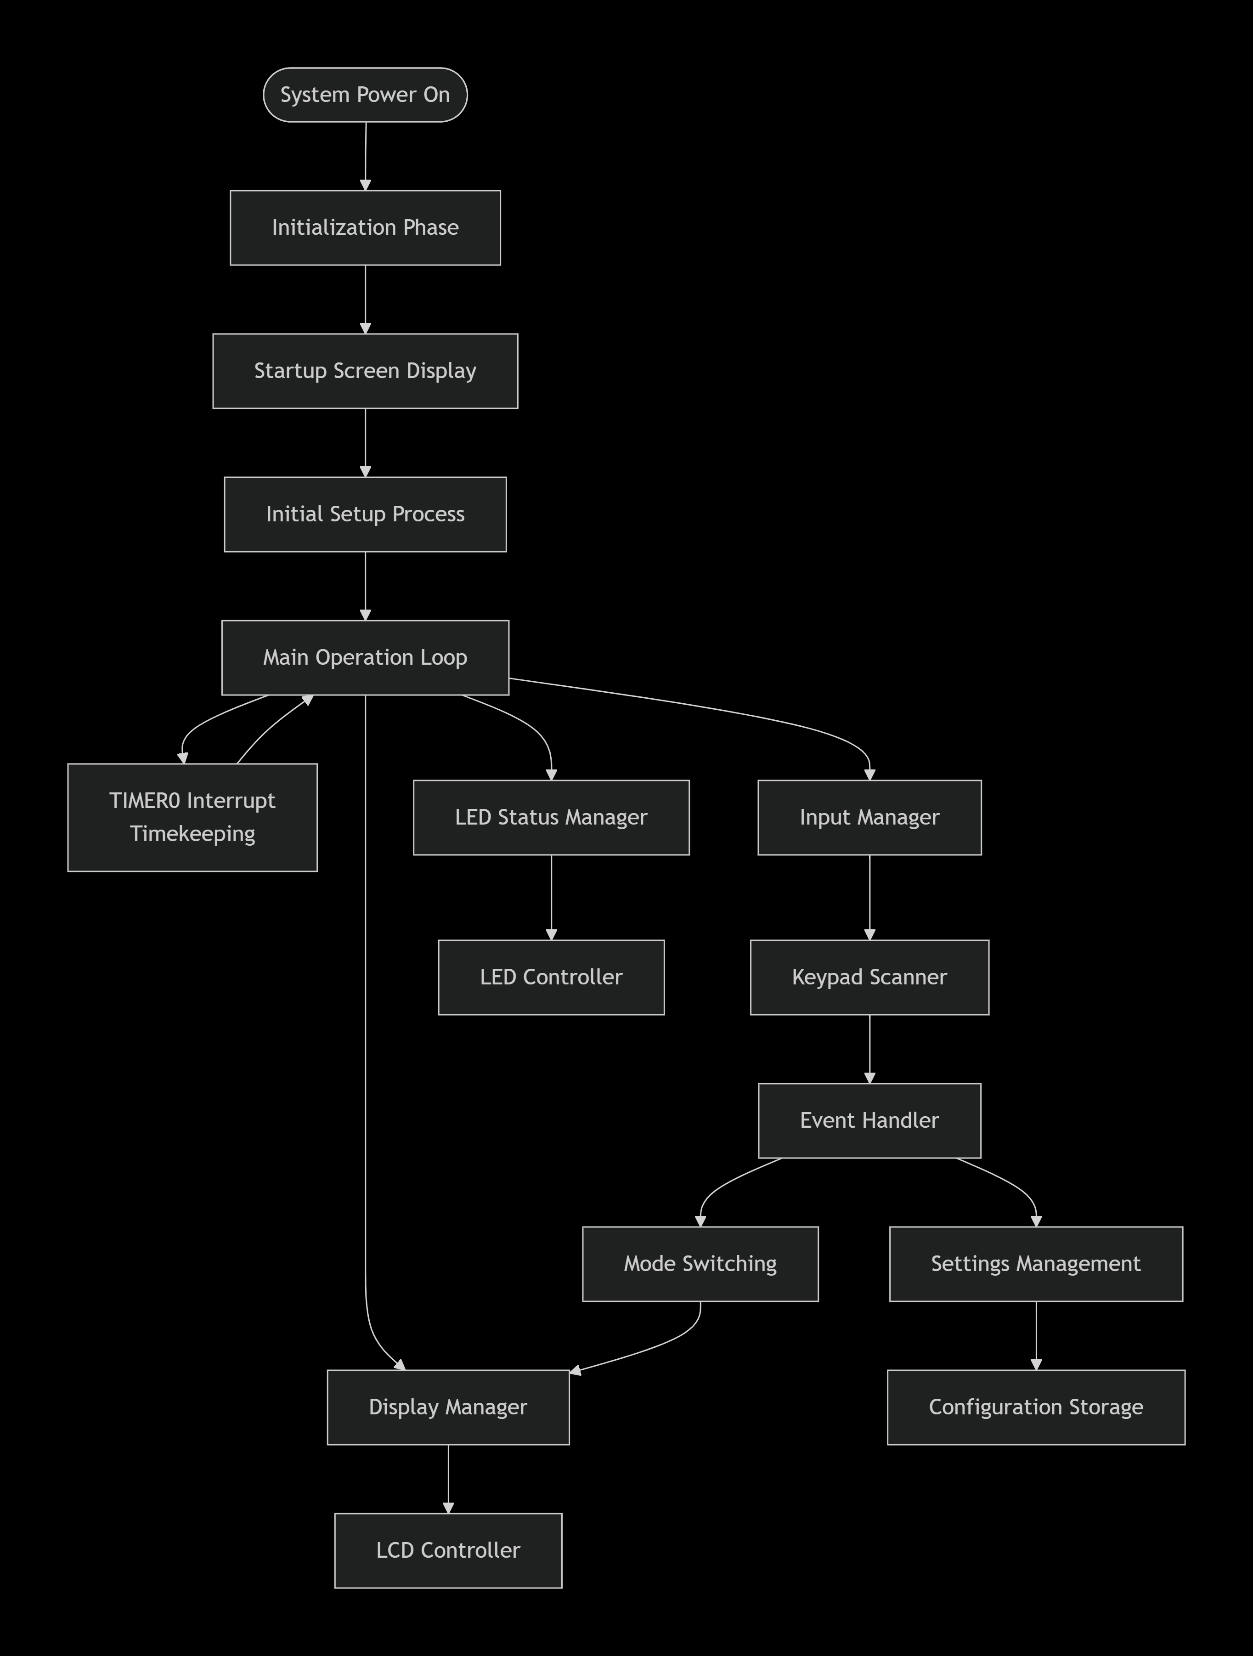 System Power On
Initialization Phase
Startup Screen Display
Initial Setup Process
Main Operation Loop
TIMER0 Interrupt
Timekeeping
LED Status Manager
Input Manager
LED Controller
Keypad Scanner
Event Handler
Mode Switching
Settings Management
Display Manager
Configuration Storage
LCD Controller